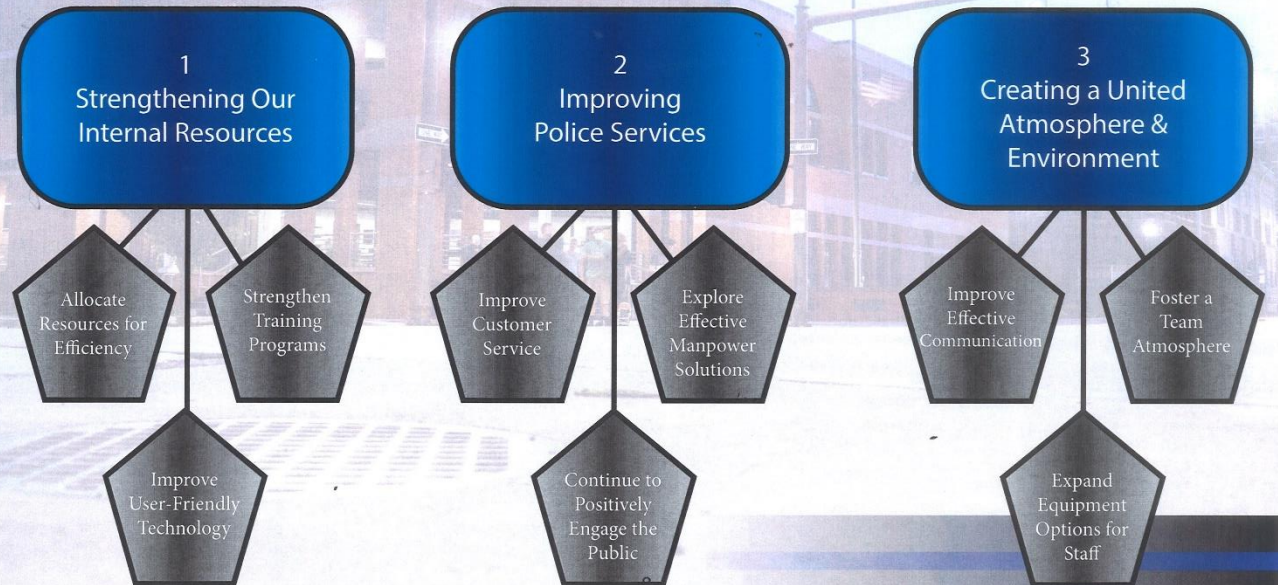 1
Strengthening Our
Internal Resources
Allocate
Resources for
Efficiency
Strengthen
Training
Programs
Improve
User-Friendly
Technology
2
Improving
Police Services
Improve
Customer
Service
Explore
Effective
Manpower
Solutions
Continue to
Positively
Engage the
Public
3
Creating a United
Atmosphere &
Environment
Improve
Effective
Communication
Foster a
Team
Atmosphere
Expand
Equipment
Options for
Staff